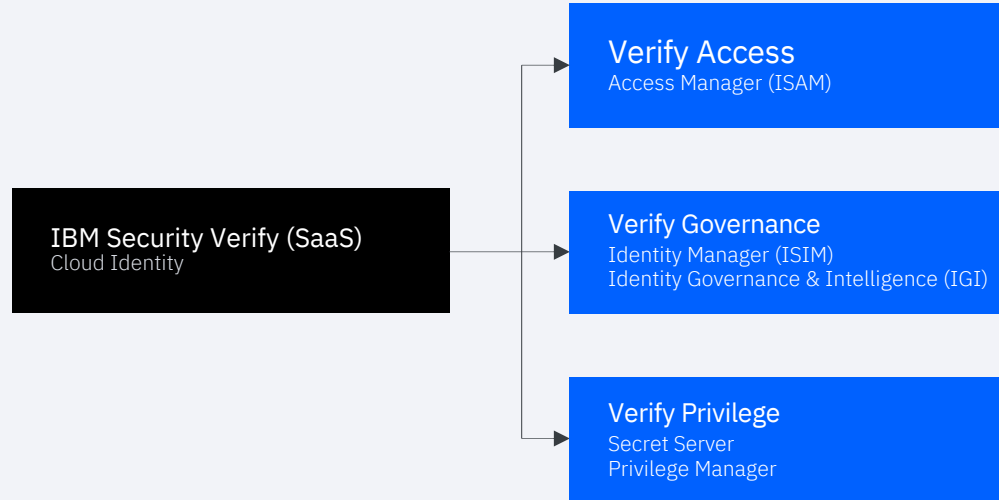 Verify Access
Access Manager (ISAM)
IBM Security Verify (SaaS)
Cloud Identity
Verify Governance
Identity Manager (ISIM)
Identity Governance & Intelligence (IGI)
Verify Privilege
Secret Server
Privilege Manager